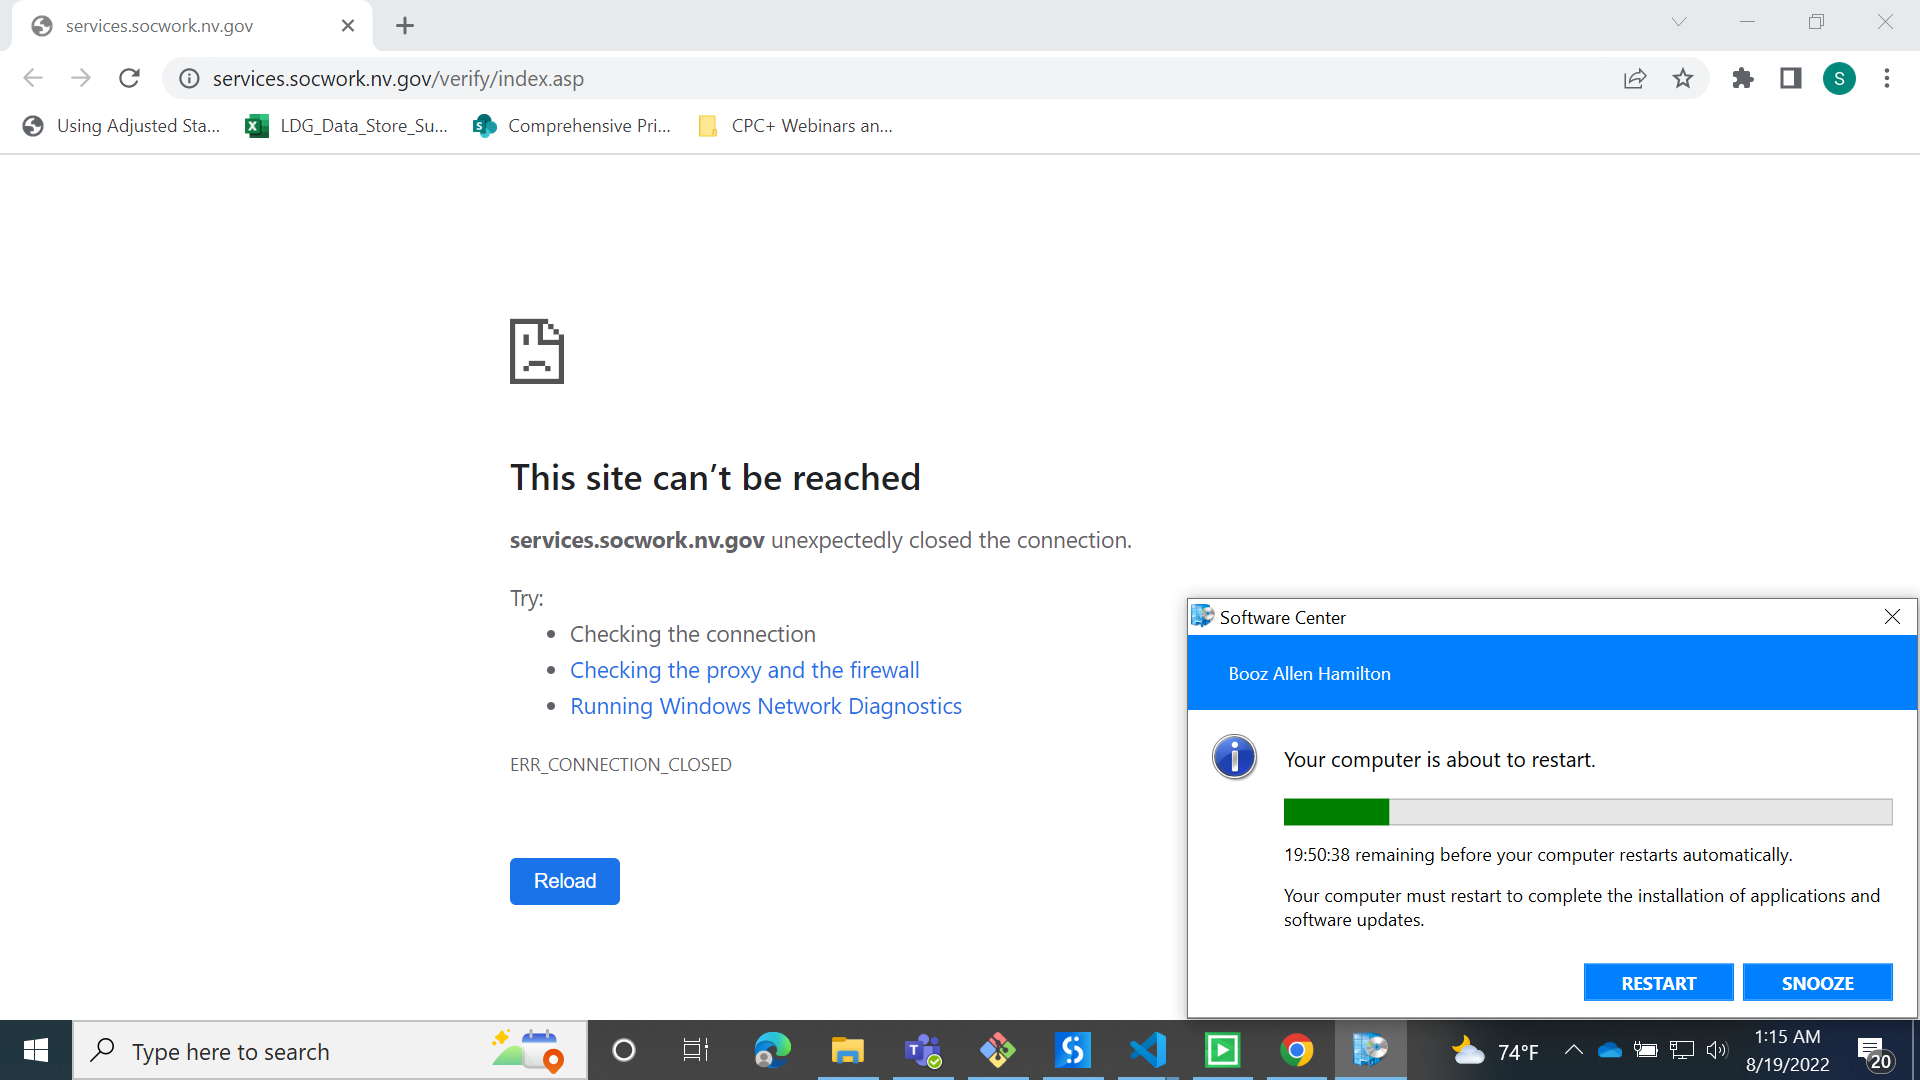 services.socwork.nv.gov
services.socwork.nv.gov/verify/index.asp
S
Using Adjusted Sta...
LDG_Data_Store_Su...
Comprehensive Pri...
CPC+ Webinars an...
This site can’t be reached
services.socwork.nv.gov unexpectedly closed the connection.
Try:
Checking the connection
Checking the proxy and the firewall
Running Windows Network Diagnostics
ERR_CONNECTION_CLOSED
Reload
Software Center
Booz Allen Hamilton
Your computer is about to restart.
19:50:38 remaining before your computer restarts automatically.
Your computer must restart to complete the installation of applications and
software updates.
RESTART
SNOOZE
Type here to search
74°F
1:15 AM
8/19/2022
20